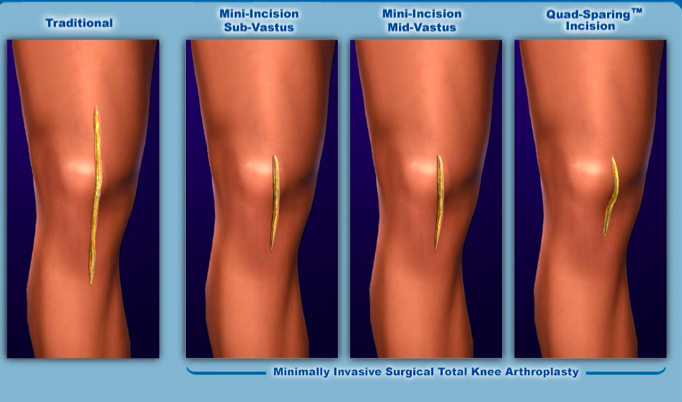 Traditional
Mini-Incision
Sub-Vastus
Mini-Incision
Mid-Vastus
Quad-Sparing™
Incision
Minimally Invasive Surgical Total Knee Arthroplasty